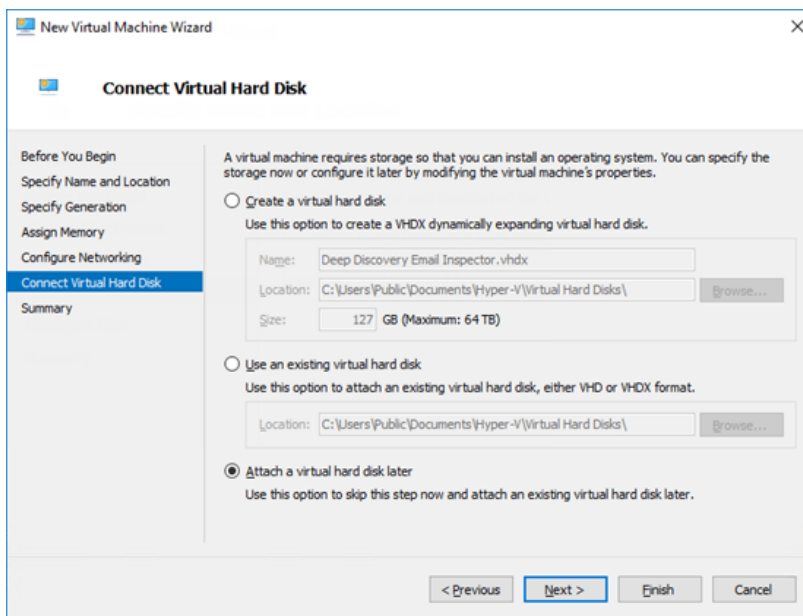 New Virtual Machine Wizard
Connect Virtual Hard Disk
Before You Begin
Specify Name and Location
Specify Generation
Assign Memory
Configure Networking
Connect Virtual Hard Disk
Summary
A virtual machine requires storage so that you can install an operating system. You can specify the
storage now or configure it later by modifying the virtual machine's properties.
Create a virtual hard disk
Use this option to create a VHDX dynamically expanding virtual hard disk.
Name: Deep Discovery Email Inspector.vhdx
Location: C:\Users\Public\Documents\Hyper-V\Virtual Hard Disks\ Browse...
Size: 127 GB (Maximum: 64 TB)
Use an existing virtual hard disk
Use this option to attach an existing virtual hard disk, either VHD or VHDX format.
Location: C:\Users\Public\Documents\Hyper-V\Virtual Hard Disks\ Browse...
Attach a virtual hard disk later
Use this option to skip this step now and attach an existing virtual hard disk later.
< Previous Next > Finish Cancel